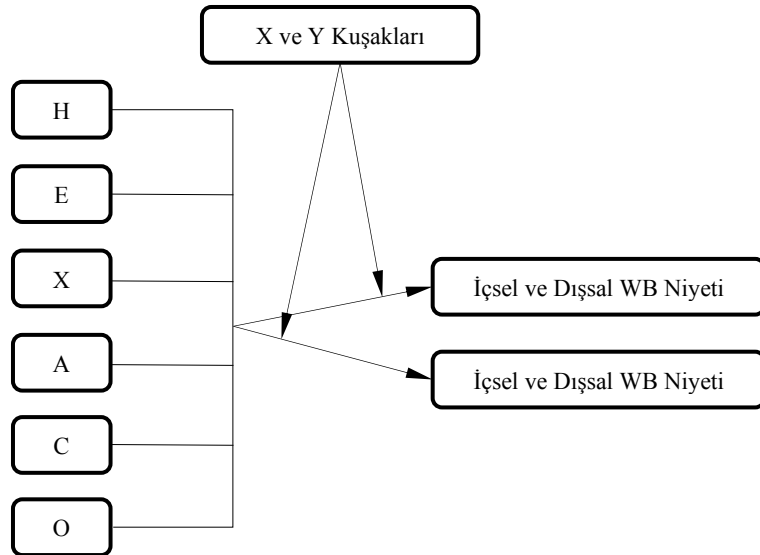 X ve Y Kuşakları
H
E
X
A
C
O
İçsel ve Dışsal WB Niyeti
İçsel ve Dışsal WB Niyeti